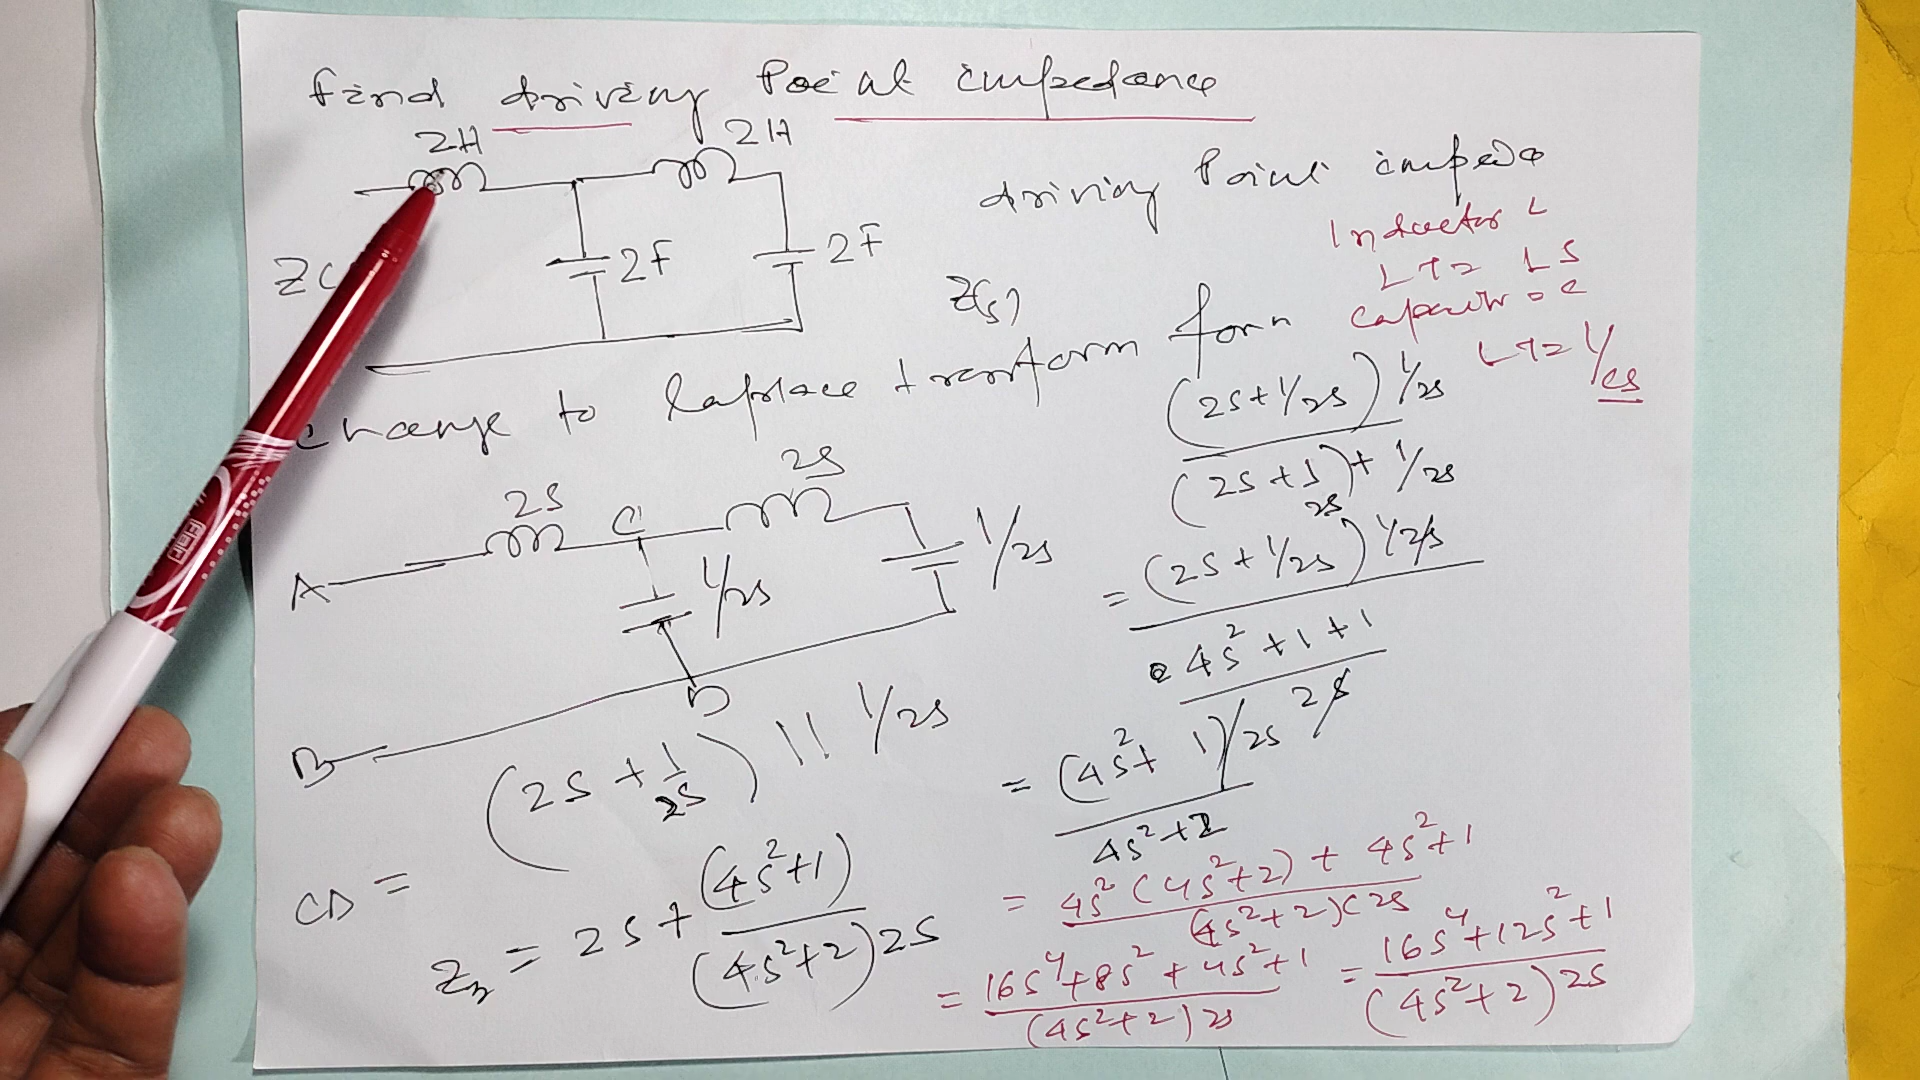 Find driving Point impedance
2H
2H
2F
2F
driving Point impeda
Z(s)
Inductor L
LT= LS
Capacitor = C
LT= 1/cs
Change to Laplace transform form
2S
2S
A
C
1/2s
1/2s
B
D
CD = (2S + 1/2S) || 1/2s
(2S+1/2s) 1/2s
(2S+1/2s) + 1/2s
= (2S+1/2s) 1/2s
4S²+1+1
2s
= (4S²+1)/2s 2s
4S²+2
Zn = 2S + (4S²+1)
(4S²+2)2S
= 4S²(4S²+2) + 4S²+1
(4S²+2)(2S
= 16S⁴+8S²+4S²+1 = 16S⁴+12S²+1
(4S²+2)2s (4S²+2)2S
Flair